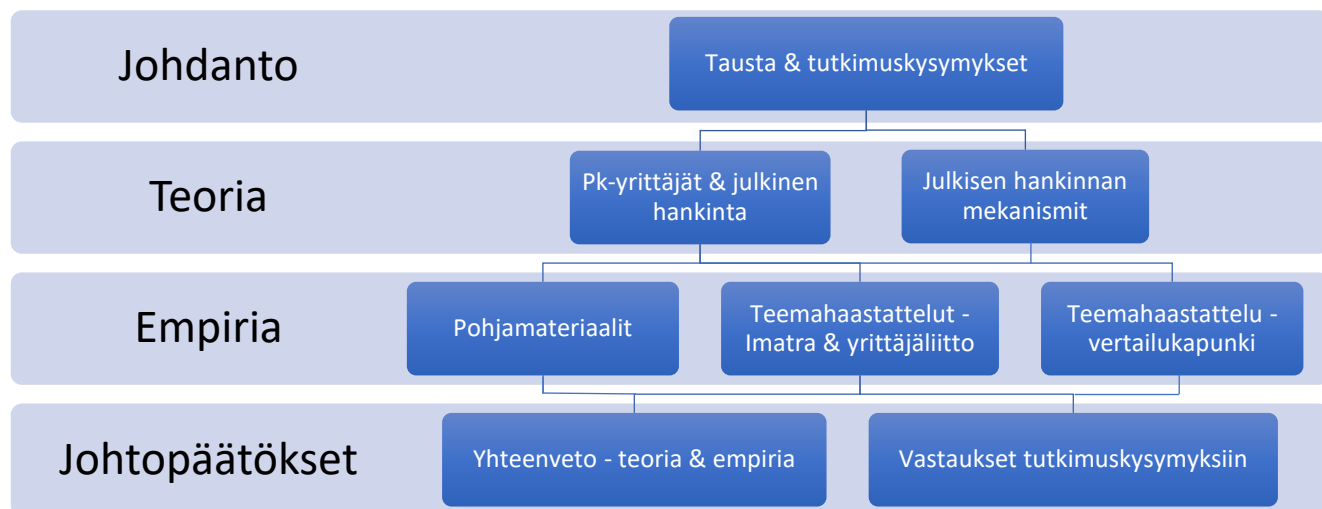 Johdanto
Tausta & tutkimuskysymykset
Teoria
Pk-yrittäjät & julkinen
hankinta
Julkisen hankinnan
mekanismit
Empiria
Pohjamateriaalit
Teemahaastattelut -
Imatra & yrittäjäliitto
Teemahaastattelu -
vertailukapunki
Johtopäätökset
Yhteenveto - teoria & empiria
Vastaukset tutkimuskysymyksiin